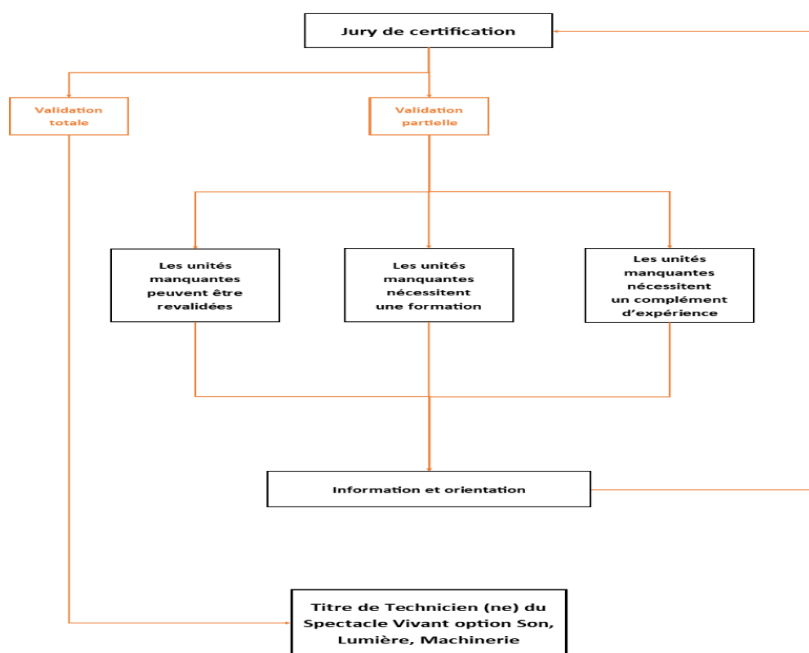 Jury de certification
Validation
totale
Validation
partielle
Les unités
manquantes
peuvent être
revalidées
Les unités
manquantes
nécessitent
une formation
Les unités
manquantes
nécessitent
un complément
d'expérience
Information et orientation
Titre de Technicien (ne) du
Spectacle Vivant option Son,
Lumière, Machinerie